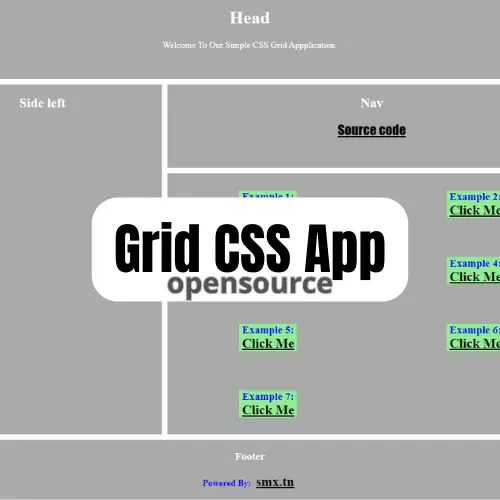 Head
Welcome To Our Simple CSS Grid Appplication
Side left
Nav
Source code
Example 1:
Example 2:
Click Me
Grid CSS App
opensource
Example 4:
Click Me
Example 5:
Click Me
Example 6:
Click Me
Example 7:
Click Me
Footer
Powered By: smx.tn